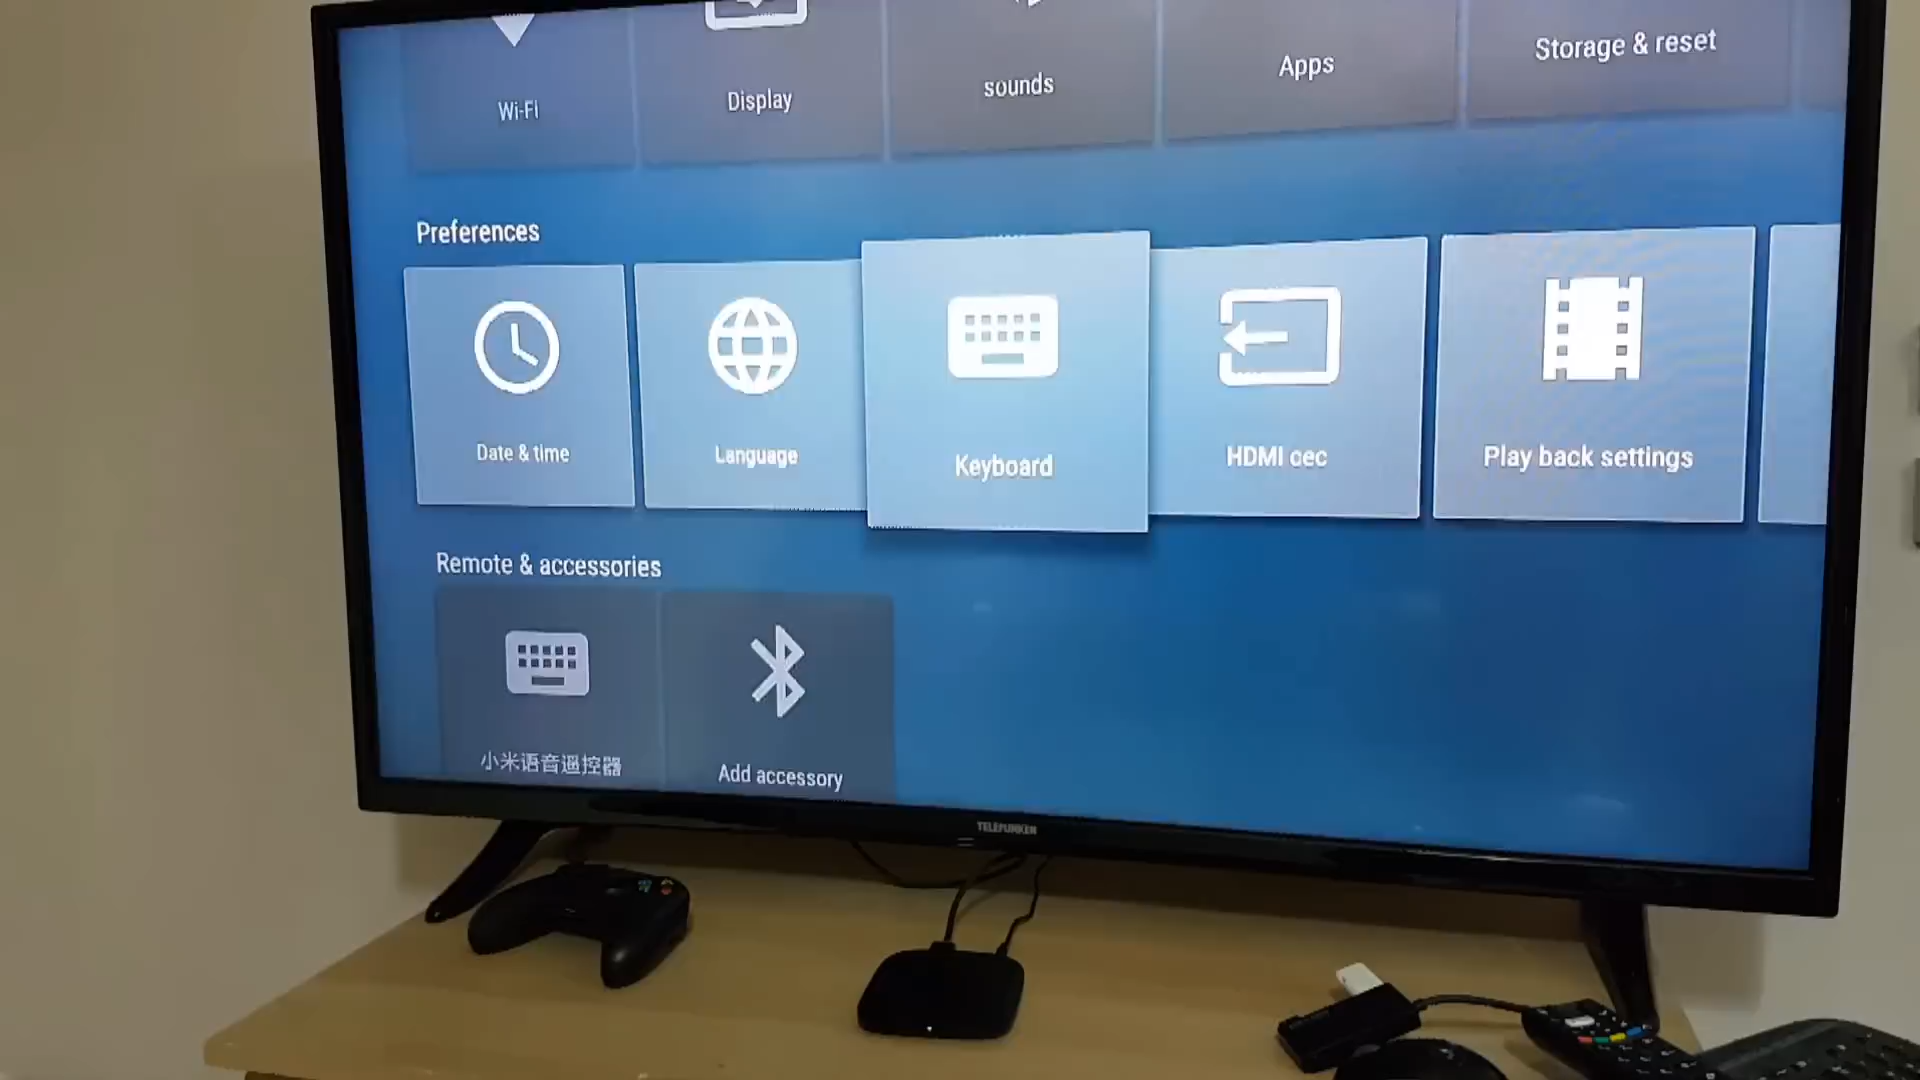 Wi-Fi
Display
sounds
Apps
Storage & reset
Preferences
Date & time
Language
Keyboard
HDMI cec
Play back settings
Remote & accessories
小米语音遥控器
Add accessory
TELEFUNKEN